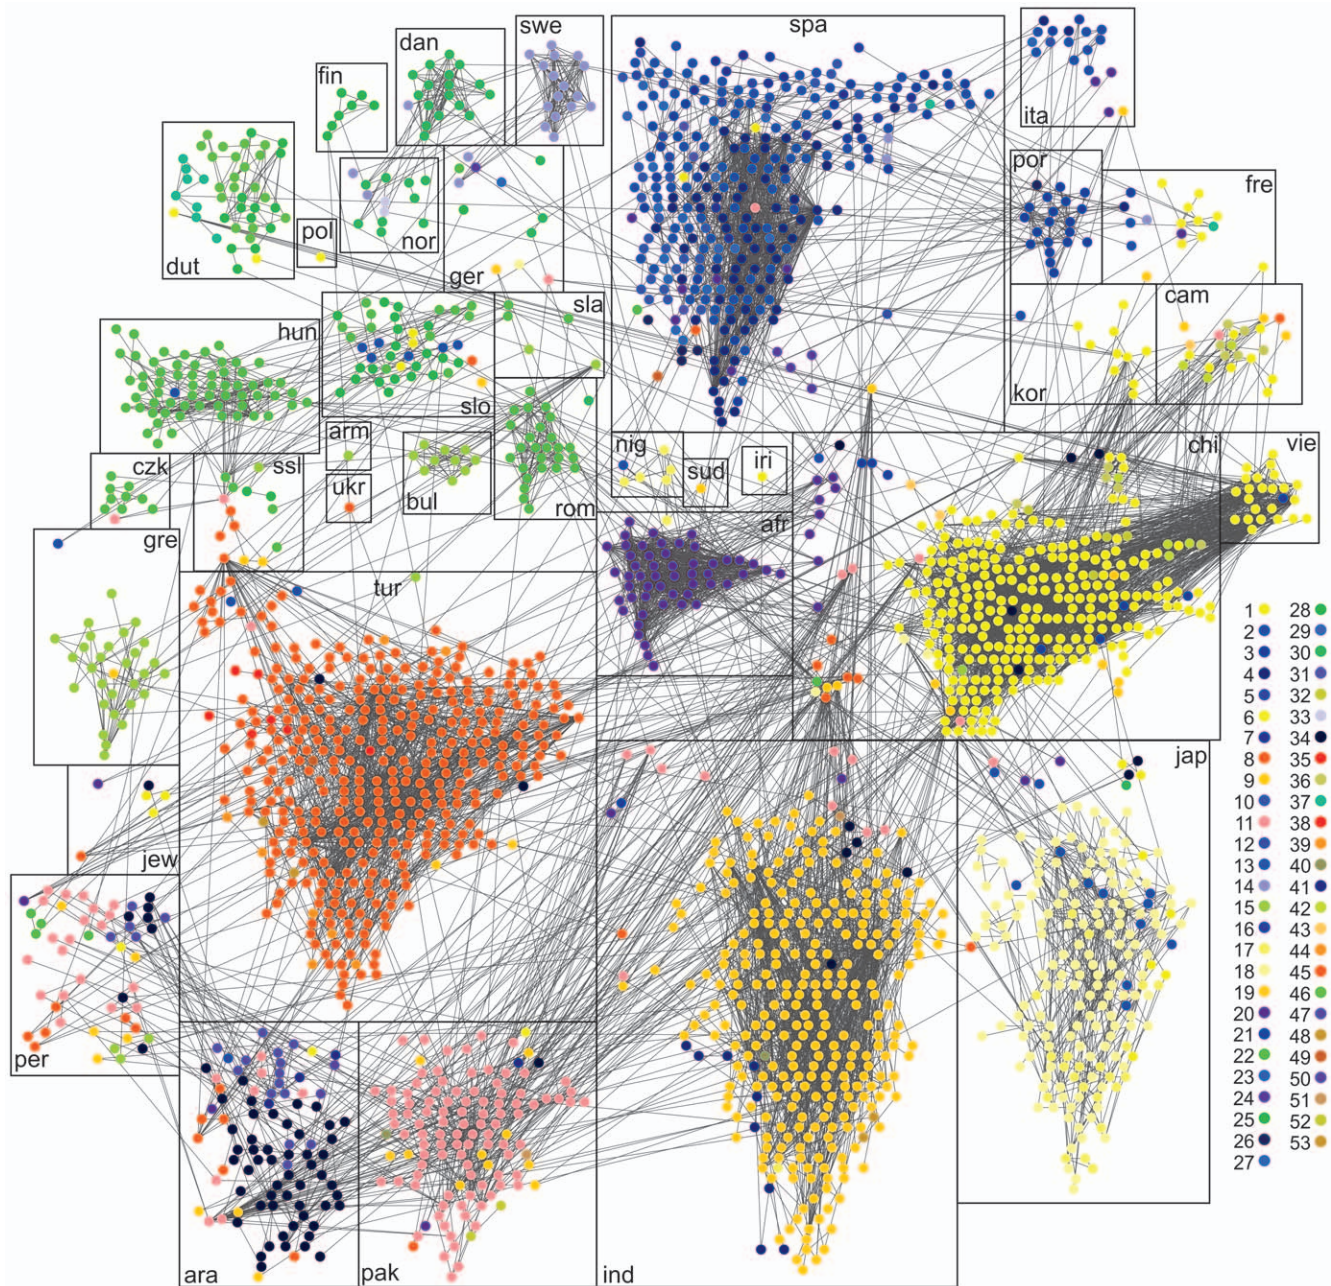 swe
spa
dan
fin
ita
por
fre
nor
pol
dut
ger
sla
cam
hun
kor
slo
arm
nig
sud
iri
chi
vie
czk
ssl
ukr
bul
rom
afr
gre
tur
jap
jew
per
ara
pak
ind
1 28
2 29
3 30
4 31
5 32
6 33
7 34
8 35
9 36
10 37
11 38
12 39
13 40
14 41
15 42
16 43
17 44
18 45
19 46
20 47
21 48
22 49
23 50
24 51
25 52
26 53
27